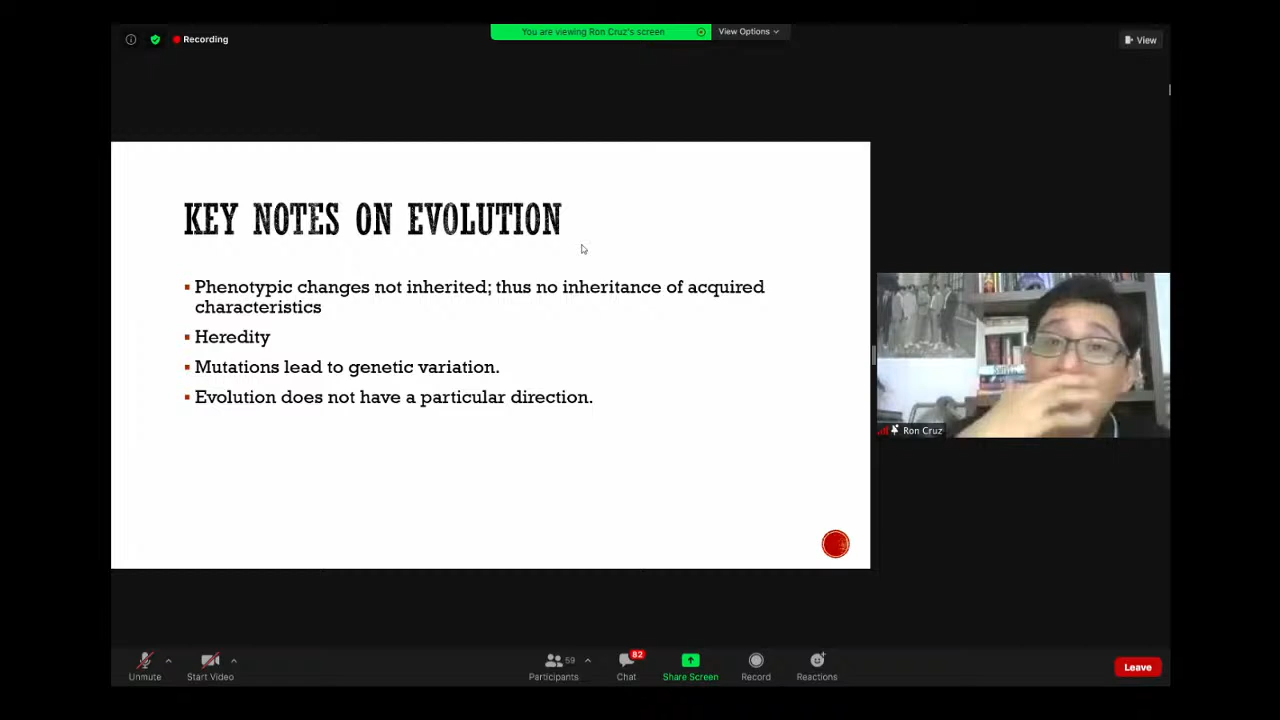 Recording
You are viewing Ron Cruz's screen
View Options
View
KEY NOTES ON EVOLUTION
Phenotypic changes not inherited; thus no inheritance of acquired
characteristics
Heredity
Mutations lead to genetic variation.
Evolution does not have a particular direction.
Ron Cruz
59
82
Unmute
Start Video
Participants
Chat
Share Screen
Record
Reactions
Leave